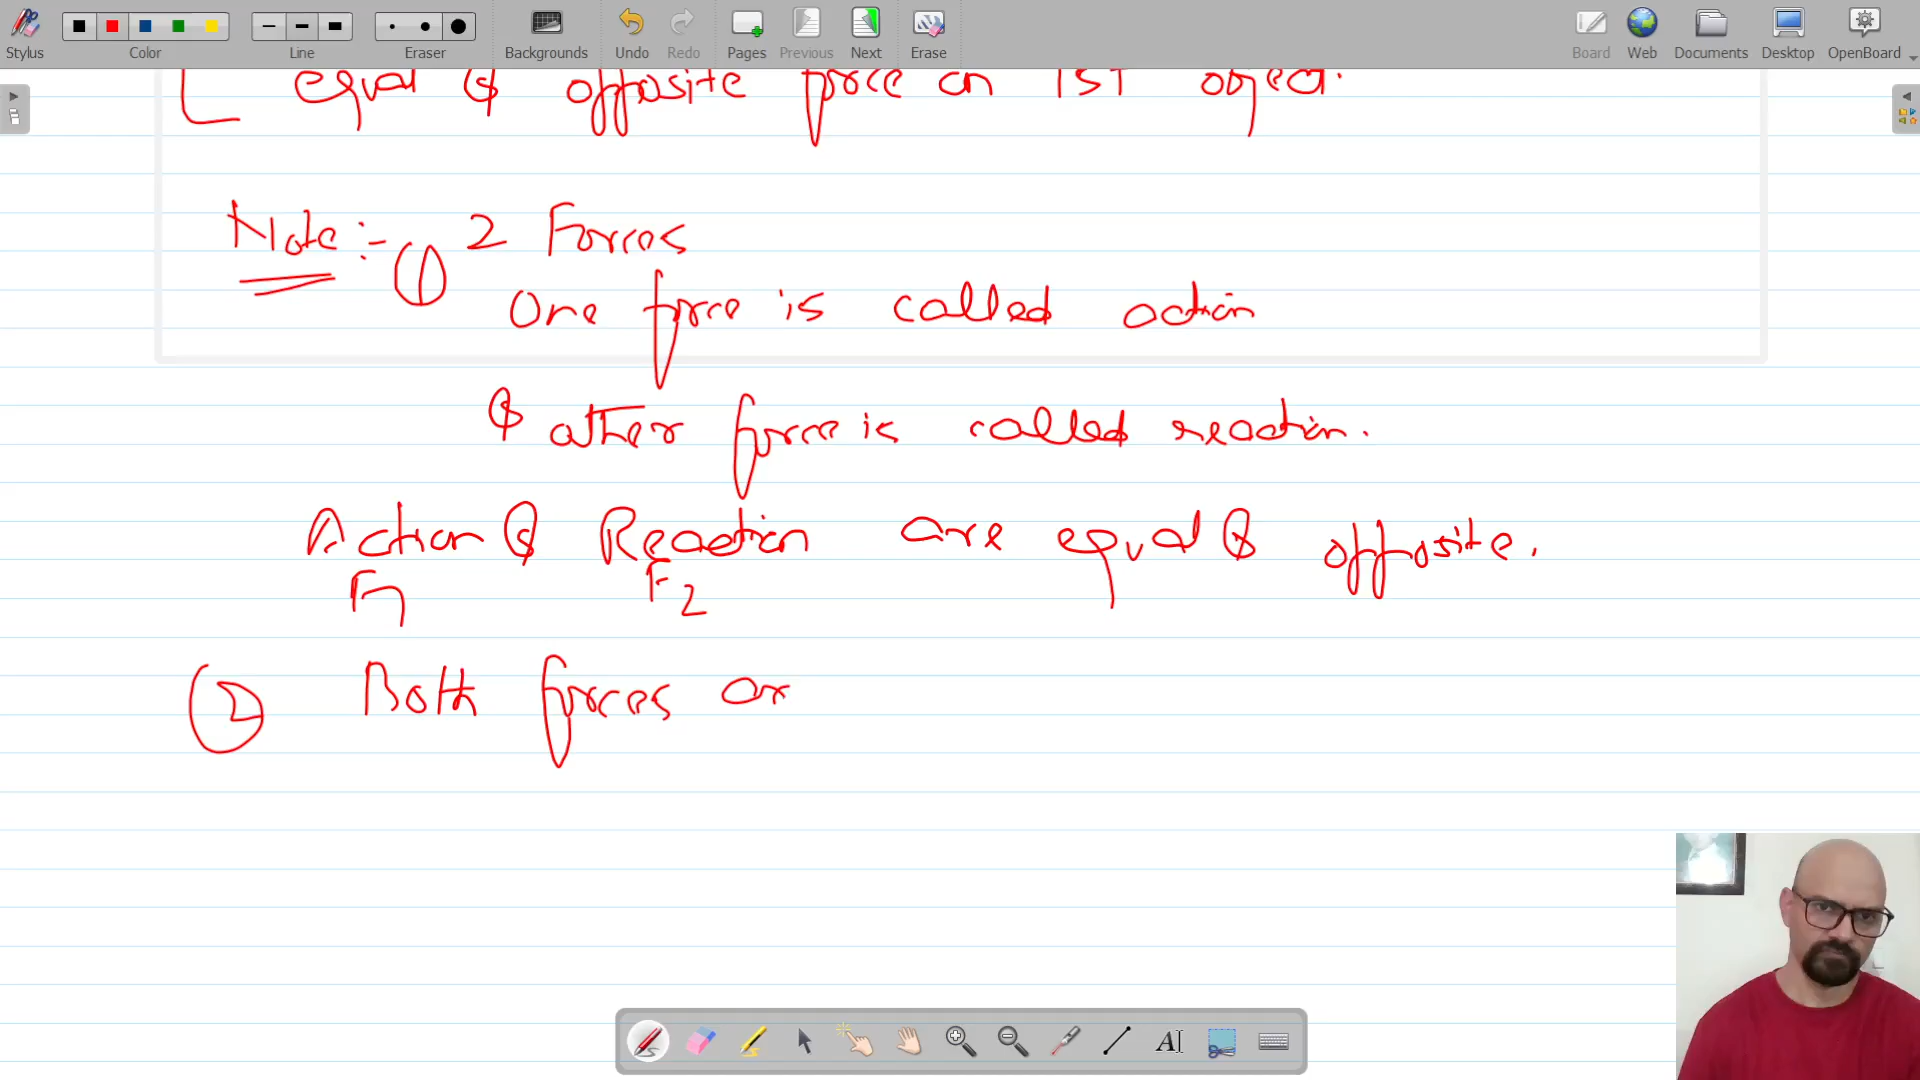 Stylus Color Line Eraser Backgrounds Undo Redo Pages Previous Next Erase Board Web Documents Desktop OpenBoard
equal & opposite force on 1ST object.
Note :- ① 2 Forces
One force is called action
& other force is called reaction.
Action & Reaction are equal & opposite.
F1 F2
② Both forces ar